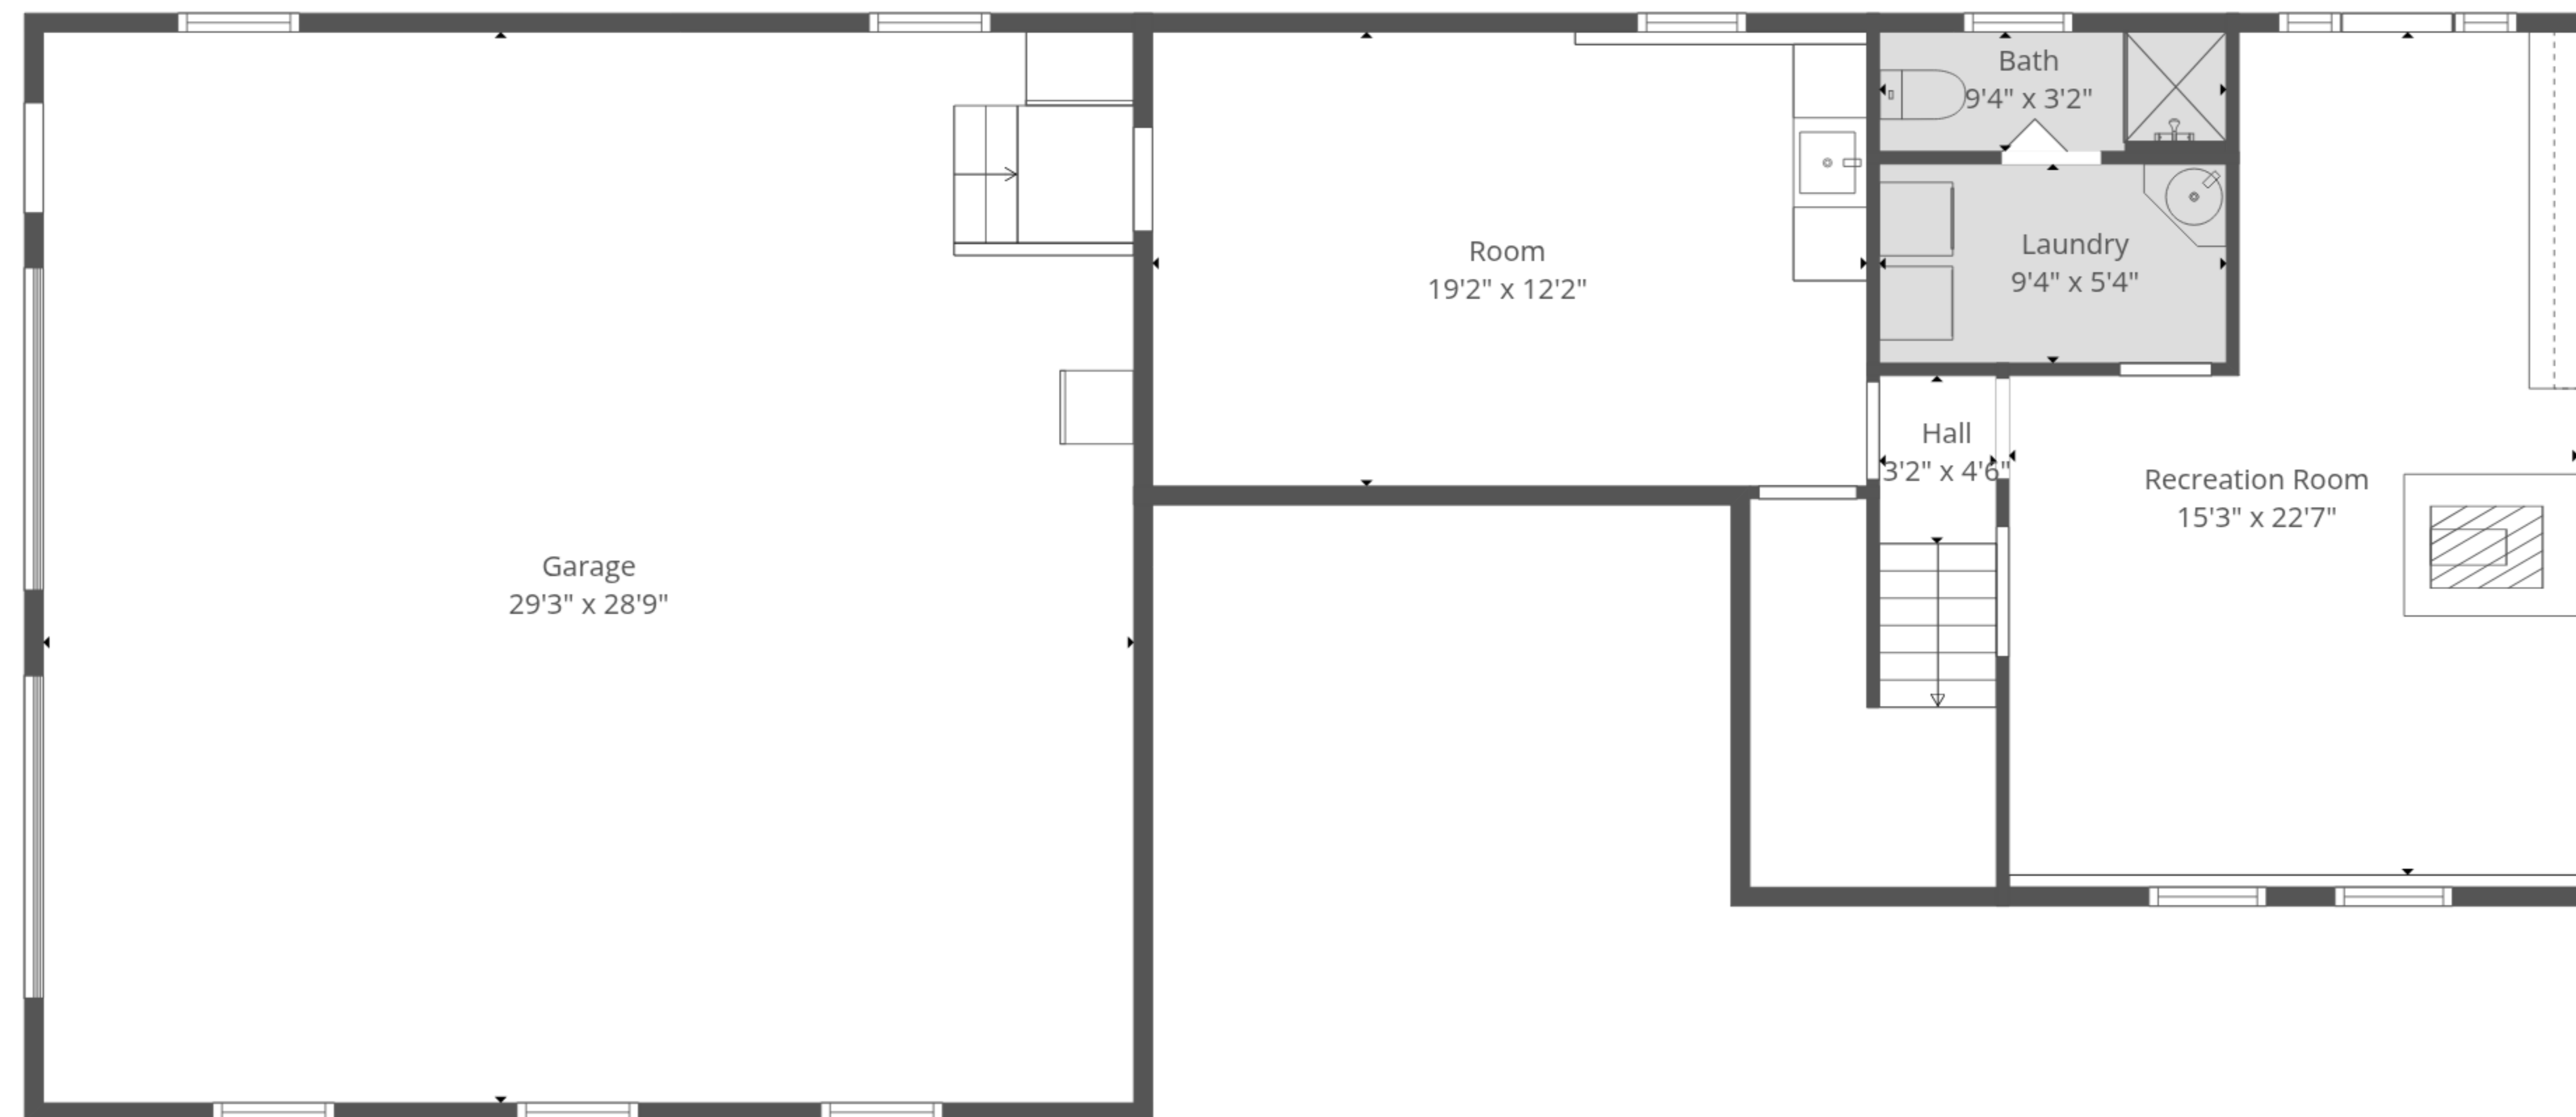 Bath
9'4" x 3'2"
Laundry
9'4" x 5'4"
Room
19'2" x 12'2"
Hall
3'2" x 4'6"
Recreation Room
15'3" x 22'7"
Garage
29'3" x 28'9"